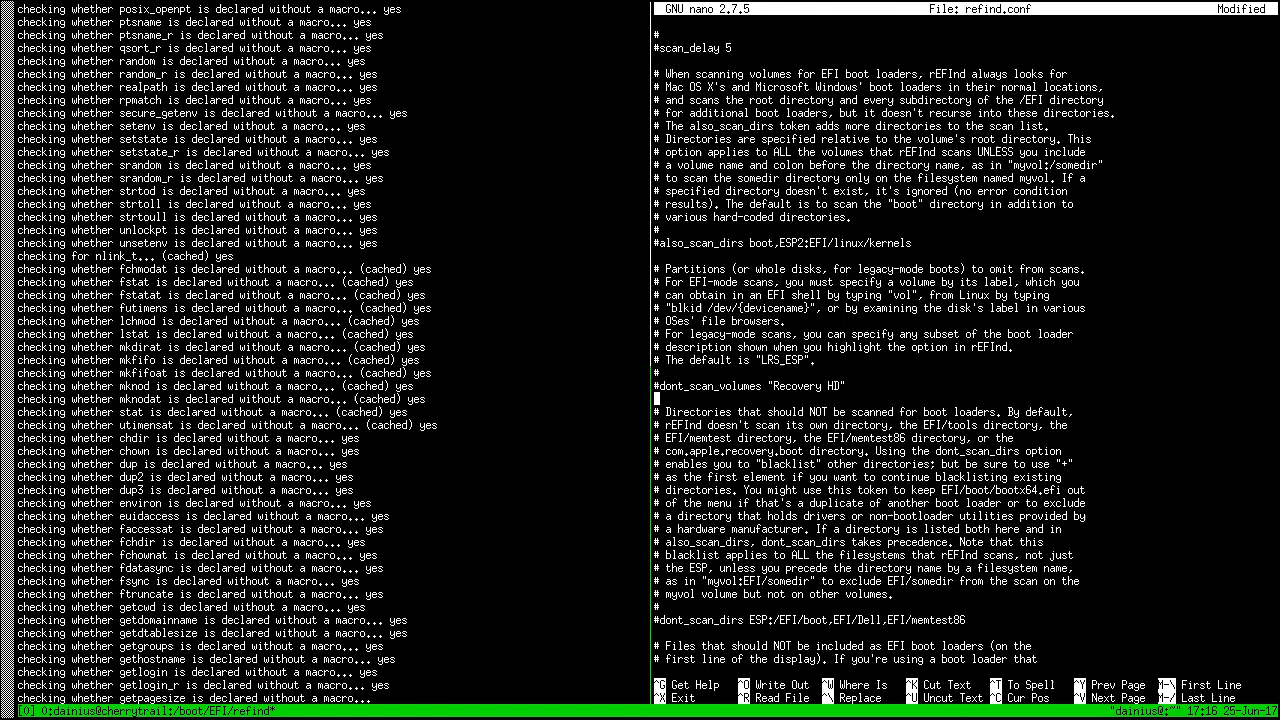 checking whether posix_openpt is declared without a macro... yes
checking whether ptsname is declared without a macro... yes
checking whether ptsname_r is declared without a macro... yes
checking whether qsort_r is declared without a macro... yes
checking whether random is declared without a macro... yes
checking whether random_r is declared without a macro... yes
checking whether realpath is declared without a macro... yes
checking whether rpmatch is declared without a macro... yes
checking whether secure_getenv is declared without a macro... yes
checking whether setenv is declared without a macro... yes
checking whether setstate is declared without a macro... yes
checking whether setstate_r is declared without a macro... yes
checking whether srandom is declared without a macro... yes
checking whether srandom_r is declared without a macro... yes
checking whether strtod is declared without a macro... yes
checking whether strtoll is declared without a macro... yes
checking whether strtoull is declared without a macro... yes
checking whether unlockpt is declared without a macro... yes
checking whether unsetenv is declared without a macro... yes
checking for nlink_t... (cached) yes
checking whether fchmodat is declared without a macro... (cached) yes
checking whether fstat is declared without a macro... (cached) yes
checking whether fstatat is declared without a macro... (cached) yes
checking whether futimens is declared without a macro... (cached) yes
checking whether lchmod is declared without a macro... (cached) yes
checking whether lstat is declared without a macro... (cached) yes
checking whether mkdirat is declared without a macro... (cached) yes
checking whether mkfifo is declared without a macro... (cached) yes
checking whether mkfifoat is declared without a macro... (cached) yes
checking whether mknod is declared without a macro... (cached) yes
checking whether mknodat is declared without a macro... (cached) yes
checking whether stat is declared without a macro... (cached) yes
checking whether utimensat is declared without a macro... (cached) yes
checking whether chdir is declared without a macro... yes
checking whether chown is declared without a macro... yes
checking whether dup is declared without a macro... yes
checking whether dup2 is declared without a macro... yes
checking whether dup3 is declared without a macro... yes
checking whether environ is declared without a macro... yes
checking whether euidaccess is declared without a macro... yes
checking whether faccessat is declared without a macro... yes
checking whether fchdir is declared without a macro... yes
checking whether fchownat is declared without a macro... yes
checking whether fdatasync is declared without a macro... yes
checking whether fsync is declared without a macro... yes
checking whether ftruncate is declared without a macro... yes
checking whether getcwd is declared without a macro... yes
checking whether getdomainname is declared without a macro... yes
checking whether getdtablesize is declared without a macro... yes
checking whether getgroups is declared without a macro... yes
checking whether gethostname is declared without a macro... yes
checking whether getlogin is declared without a macro... yes
checking whether getlogin_r is declared without a macro... yes
checking whether getpagesize is declared without a macro... yes
GNU nano 2.7.5 File: refind.conf Modified
#
#scan_delay 5
# When scanning volumes for EFI boot loaders, rEFInd always looks for
# Mac OS X's and Microsoft Windows' boot loaders in their normal locations,
# and scans the root directory and every subdirectory of the /EFI directory
# for additional boot loaders, but it doesn't recurse into these directories.
# The also_scan_dirs token adds more directories to the scan list.
# Directories are specified relative to the volume's root directory. This
# option applies to ALL the volumes that rEFInd scans UNLESS you include
# a volume name and colon before the directory name, as in "myvol:/somedir"
# to scan the somedir directory only on the filesystem named myvol. If a
# specified directory doesn't exist, it's ignored (no error condition
# results). The default is to scan the "boot" directory in addition to
# various hard-coded directories.
#
#also_scan_dirs boot,ESP2:EFI/linux/kernels
# Partitions (or whole disks, for legacy-mode boots) to omit from scans.
# For EFI-mode scans, you must specify a volume by its label, which you
# can obtain in an EFI shell by typing "vol", from Linux by typing
# "blkid /dev/{devicename}", or by examining the disk's label in various
# OSes' file browsers.
# For legacy-mode scans, you can specify any subset of the boot loader
# description shown when you highlight the option in rEFInd.
# The default is "LRS_ESP".
#
#dont_scan_volumes "Recovery HD"
# Directories that should NOT be scanned for boot loaders. By default,
# rEFInd doesn't scan its own directory, the EFI/tools directory, the
# EFI/memtest directory, the EFI/memtest86 directory, or the
# com.apple.recovery.boot directory. Using the dont_scan_dirs option
# enables you to "blacklist" other directories; but be sure to use "+"
# as the first element if you want to continue blacklisting existing
# directories. You might use this token to keep EFI/boot/bootx64.efi out
# of the menu if that's a duplicate of another boot loader or to exclude
# a directory that holds drivers or non-bootloader utilities provided by
# a hardware manufacturer. If a directory is listed both here and in
# also_scan_dirs, dont_scan_dirs takes precedence. Note that this
# blacklist applies to ALL the filesystems that rEFInd scans, not just
# the ESP, unless you precede the directory name by a filesystem name,
# as in "myvol:EFI/somedir" to exclude EFI/somedir from the scan on the
# myvol volume but not on other volumes.
#
#dont_scan_dirs ESP:/EFI/boot,EFI/Dell,EFI/memtest86
# Files that should NOT be included as EFI boot loaders (on the
# first line of the display). If you're using a boot loader that
^G Get Help ^O Write Out ^W Where Is ^K Cut Text ^T To Spell ^Y Prev Page M-\ First Line
^X Exit ^R Read File ^\ Replace ^U Uncut Text ^C Cur Pos ^V Next Page M-/ Last Line
[0] 0:dainius@cherrytrail:/boot/EFI/refind* "dainius@:~" 17:16 25-Jun-17